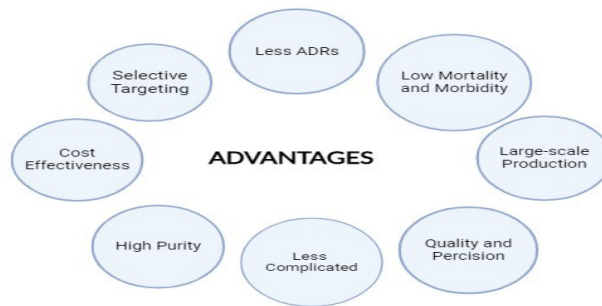 Less ADRs
Selective
Targeting
Low Mortality
and Morbidity
Cost
Effectiveness
ADVANTAGES
Large-scale
Production
High Purity
Less
Complicated
Quality and
Percision